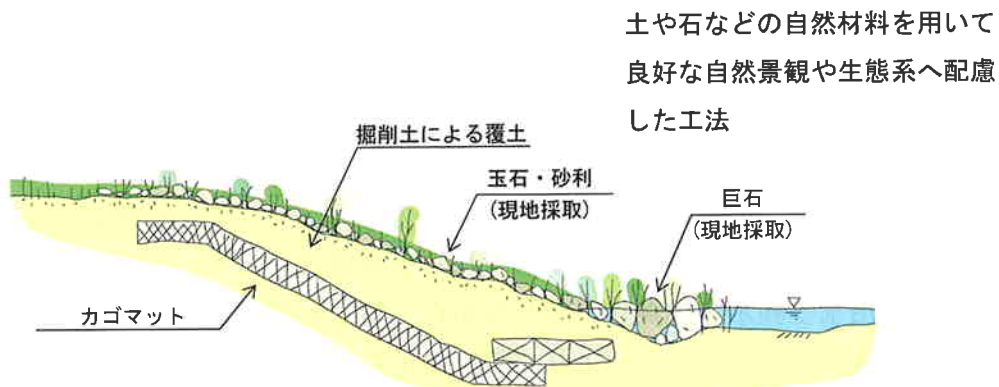 土や石などの自然材料を用いて
良好な自然景観や生態系へ配慮
した工法
掘削土による覆土
玉石・砂利
(現地採取)
巨石
(現地採取)
カゴマット